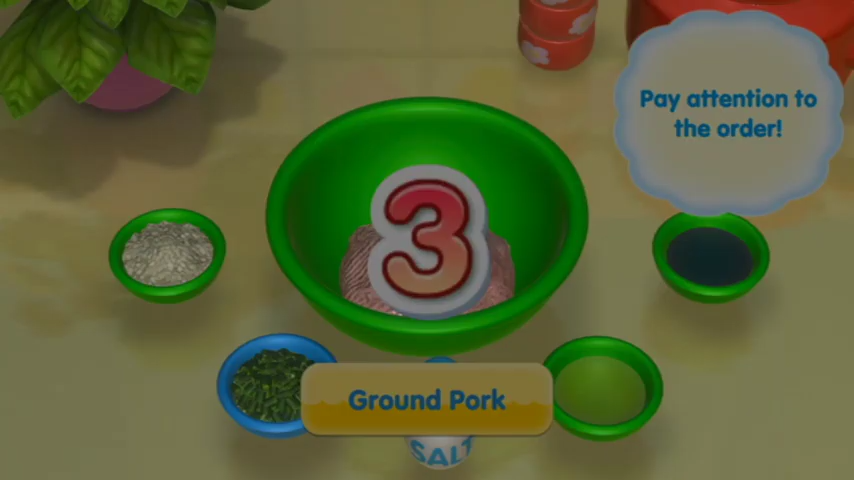 Pay attention to
the order!
3
Ground Pork
SALT